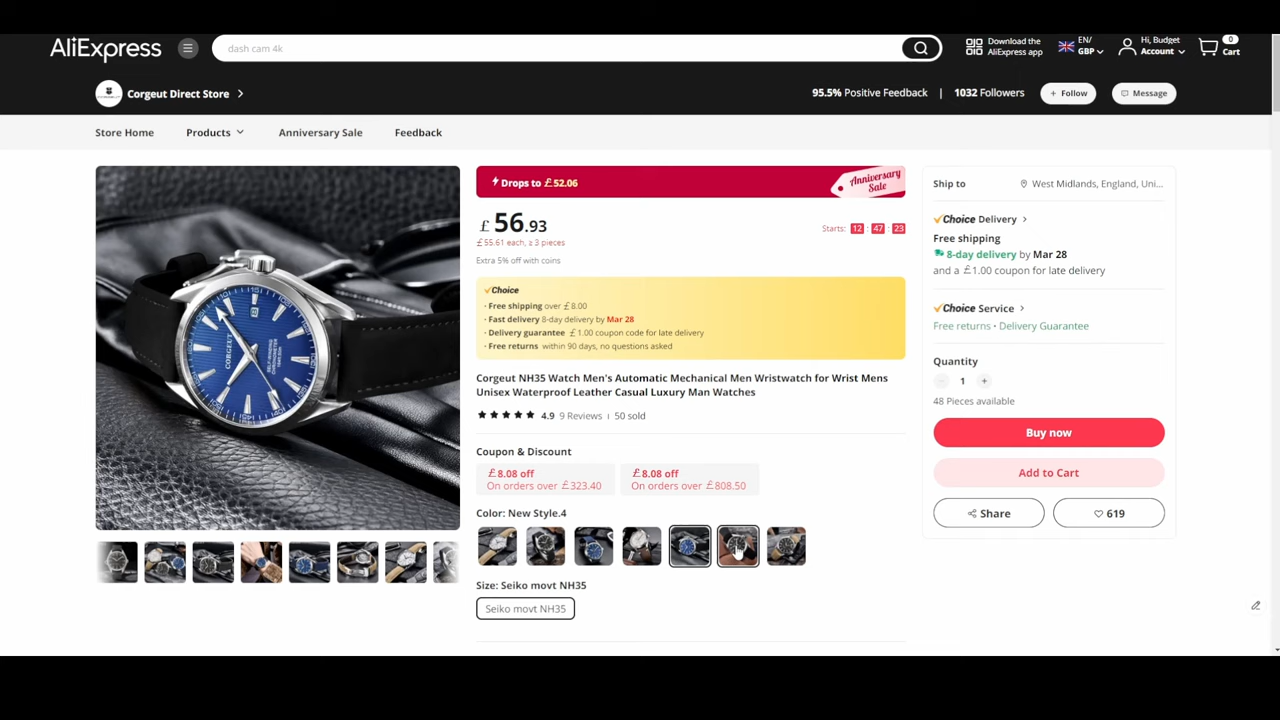 AliExpress
dash cam 4k
Download the
AliExpress app
EN/
GBP
Hi, Budget
Account
0
Cart
Corgeut Direct Store
95.5% Positive Feedback | 1032 Followers
+ Follow
Message
Store Home
Products
Anniversary Sale
Feedback
CORGEUT
Drops to £52.06
Anniversary
Sale
£56.93
£55.61 each, ≥ 3 pieces
Starts: 12 : 47 : 23
Extra 5% off with coins
Choice
· Free shipping over £8.00
· Fast delivery 8-day delivery by Mar 28
· Delivery guarantee £1.00 coupon code for late delivery
· Free returns within 90 days, no questions asked
Corgeut NH35 Watch Men's Automatic Mechanical Men Wristwatch for Wrist Mens
Unisex Waterproof Leather Casual Luxury Man Watches
4.9 9 Reviews | 50 sold
Coupon & Discount
£8.08 off
On orders over £323.40
£8.08 off
On orders over £808.50
Color: New Style.4
Size: Seiko movt NH35
Seiko movt NH35
Ship to
West Midlands, England, Uni...
Choice Delivery
Free shipping
8-day delivery by Mar 28
and a £1.00 coupon for late delivery
Choice Service
Free returns • Delivery Guarantee
Quantity
- 1 +
48 Pieces available
Buy now
Add to Cart
Share
619